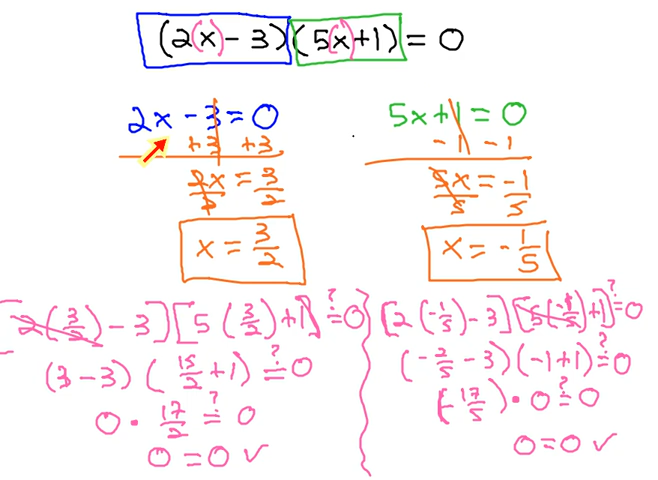 (2(x) - 3)(5(x) + 1) = 0
2x - 3 = 0
+3 +3
2x/2 = 3/2
x = 3/2
5x + 1 = 0
- 1 - 1
5x/5 = -1/5
x = -1/5
[2(3/2) - 3][5(3/2) + 1] ?= 0
(3 - 3)(15/2 + 1) ?= 0
0 · 17/2 ?= 0
0 = 0 ✓
[2(-1/5) - 3][5(-1/5) + 1] ?= 0
(-2/5 - 3)(-1 + 1) ?= 0
(-17/5) · 0 ?= 0
0 = 0 ✓